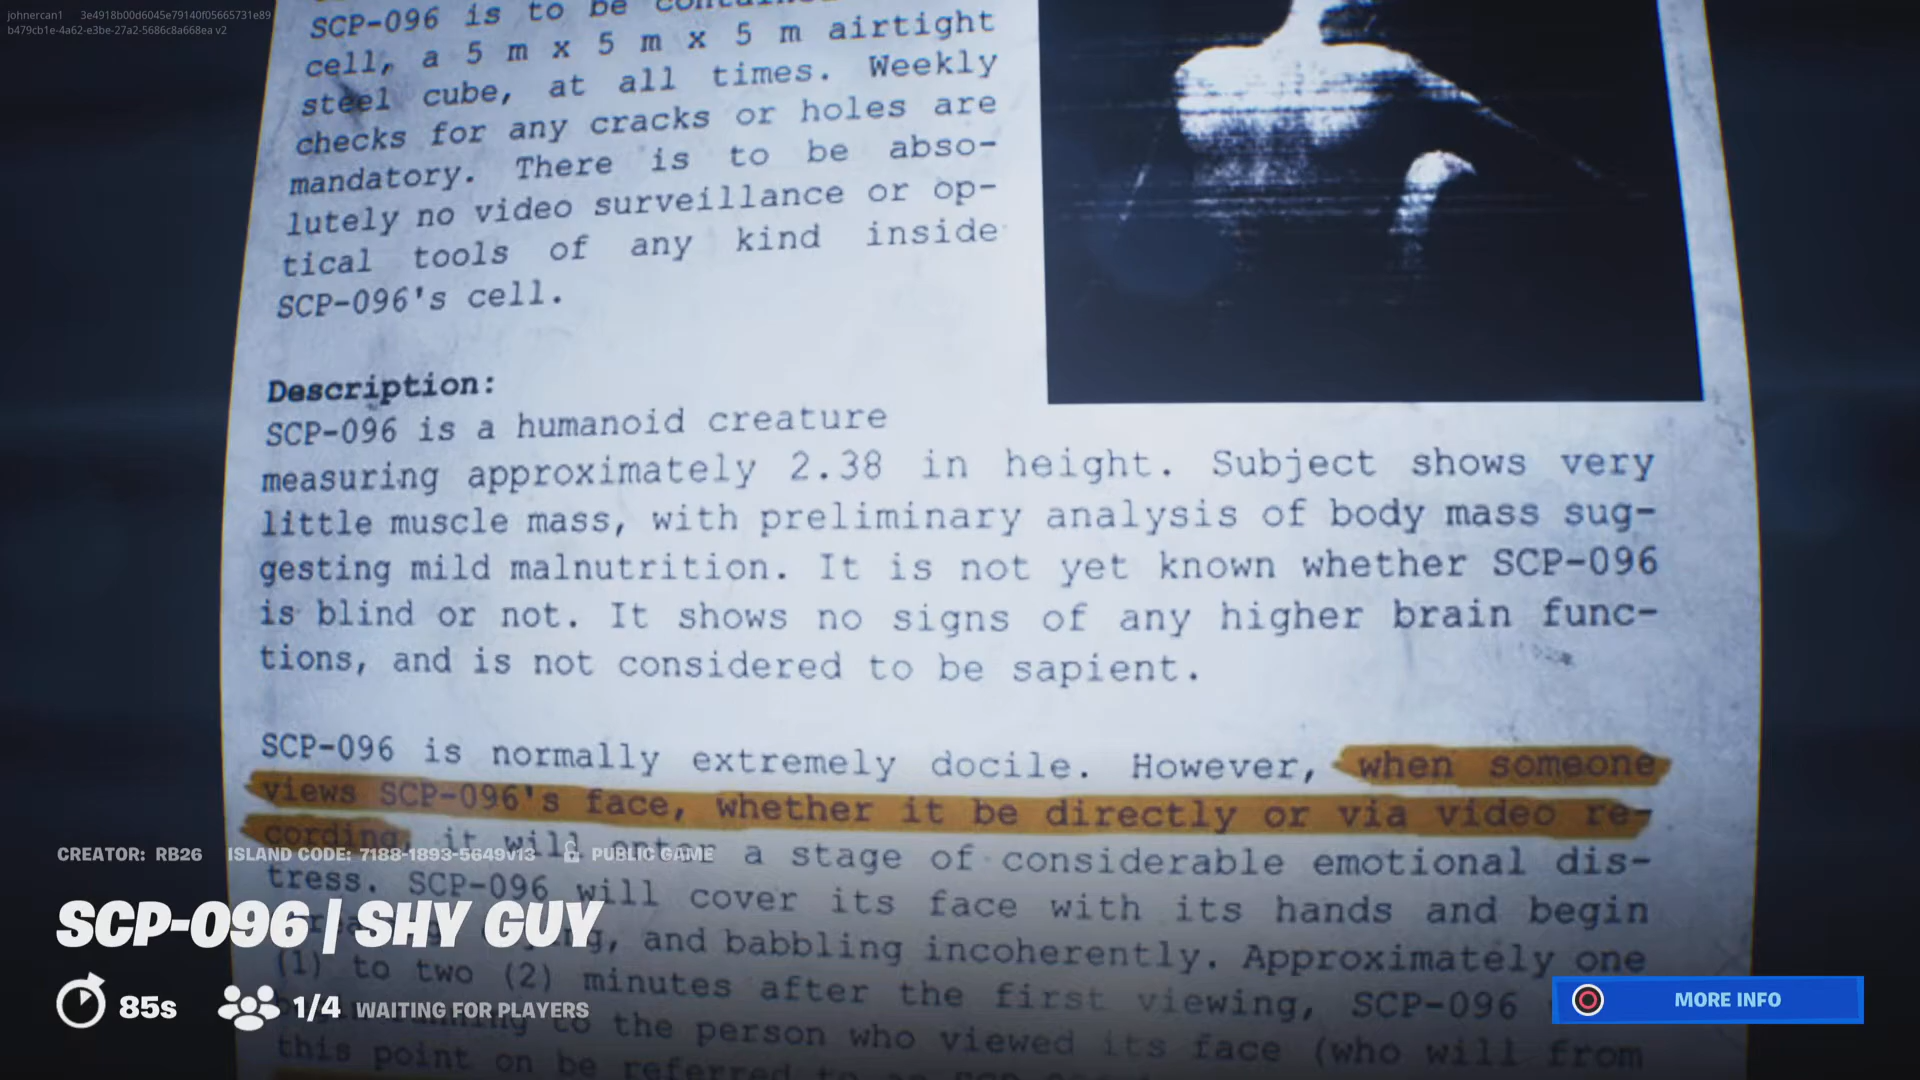 johnercan1 3e4918b00d6045e79140f05665731e89
b479cb1e-4a62-e3be-27a2-5686c8a668ea v2
SCP-096 is to be
cell, a 5 m x 5 m x 5 m airtight
steel cube, at all times. Weekly
checks for any cracks or holes are
mandatory. There is to be abso-
lutely no video surveillance or op-
tical tools of any kind inside
SCP-096's cell.
Description:
SCP-096 is a humanoid creature
measuring approximately 2.38 in height. Subject shows very
little muscle mass, with preliminary analysis of body mass sug-
gesting mild malnutrition. It is not yet known whether SCP-096
is blind or not. It shows no signs of any higher brain func-
tions, and is not considered to be sapient.
SCP-096 is normally extremely docile. However, when someone
views SCP-096's face, whether it be directly or via video re-
cording, it will enter a stage of considerable emotional dis-
tress. SCP-096 will cover its face with its hands and begin
and babbling incoherently. Approximately one
(1) to two (2) minutes after the first viewing, SCP-096
to the person who viewed its face (who will from
this point on be referred to
CREATOR: RB26 ISLAND CODE: 7188-1893-5649v13 PUBLIC GAME
SCP-096 | SHY GUY
85s 1/4 WAITING FOR PLAYERS
MORE INFO